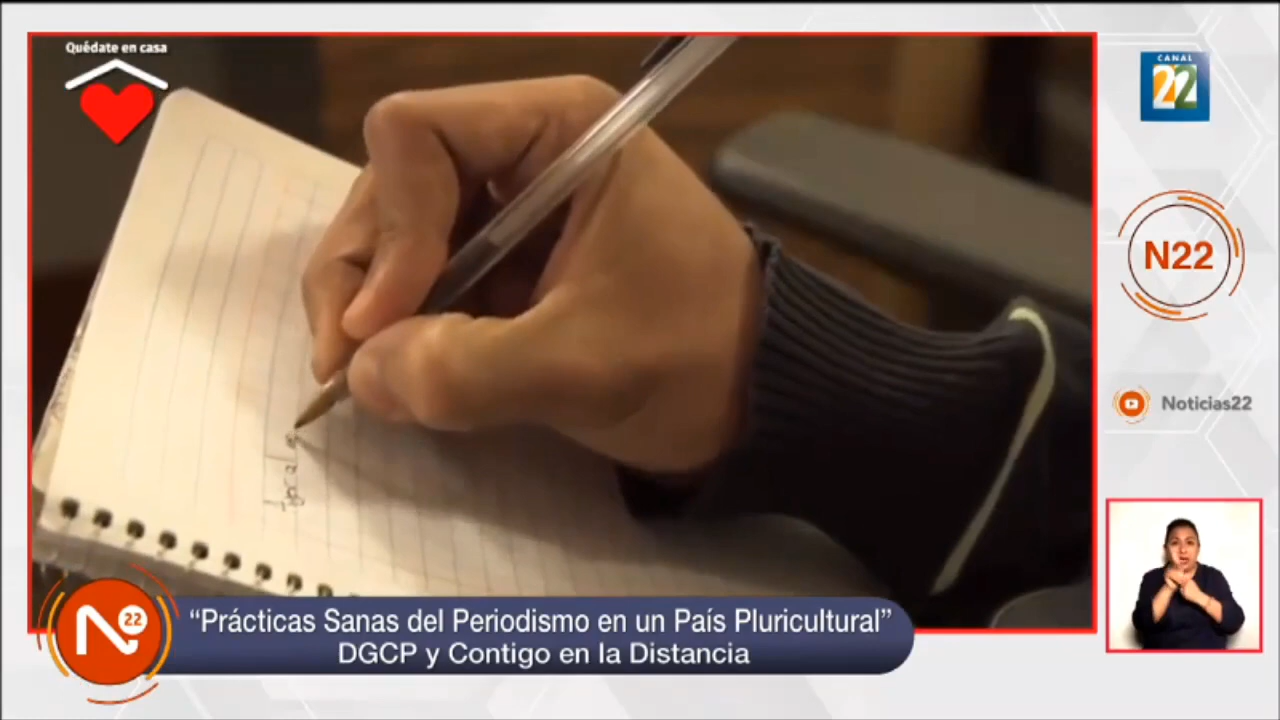 Quédate en casa
CANAL
22
N22
Noticias22
N22
“Prácticas Sanas del Periodismo en un País Pluricultural”
DGCP y Contigo en la Distancia